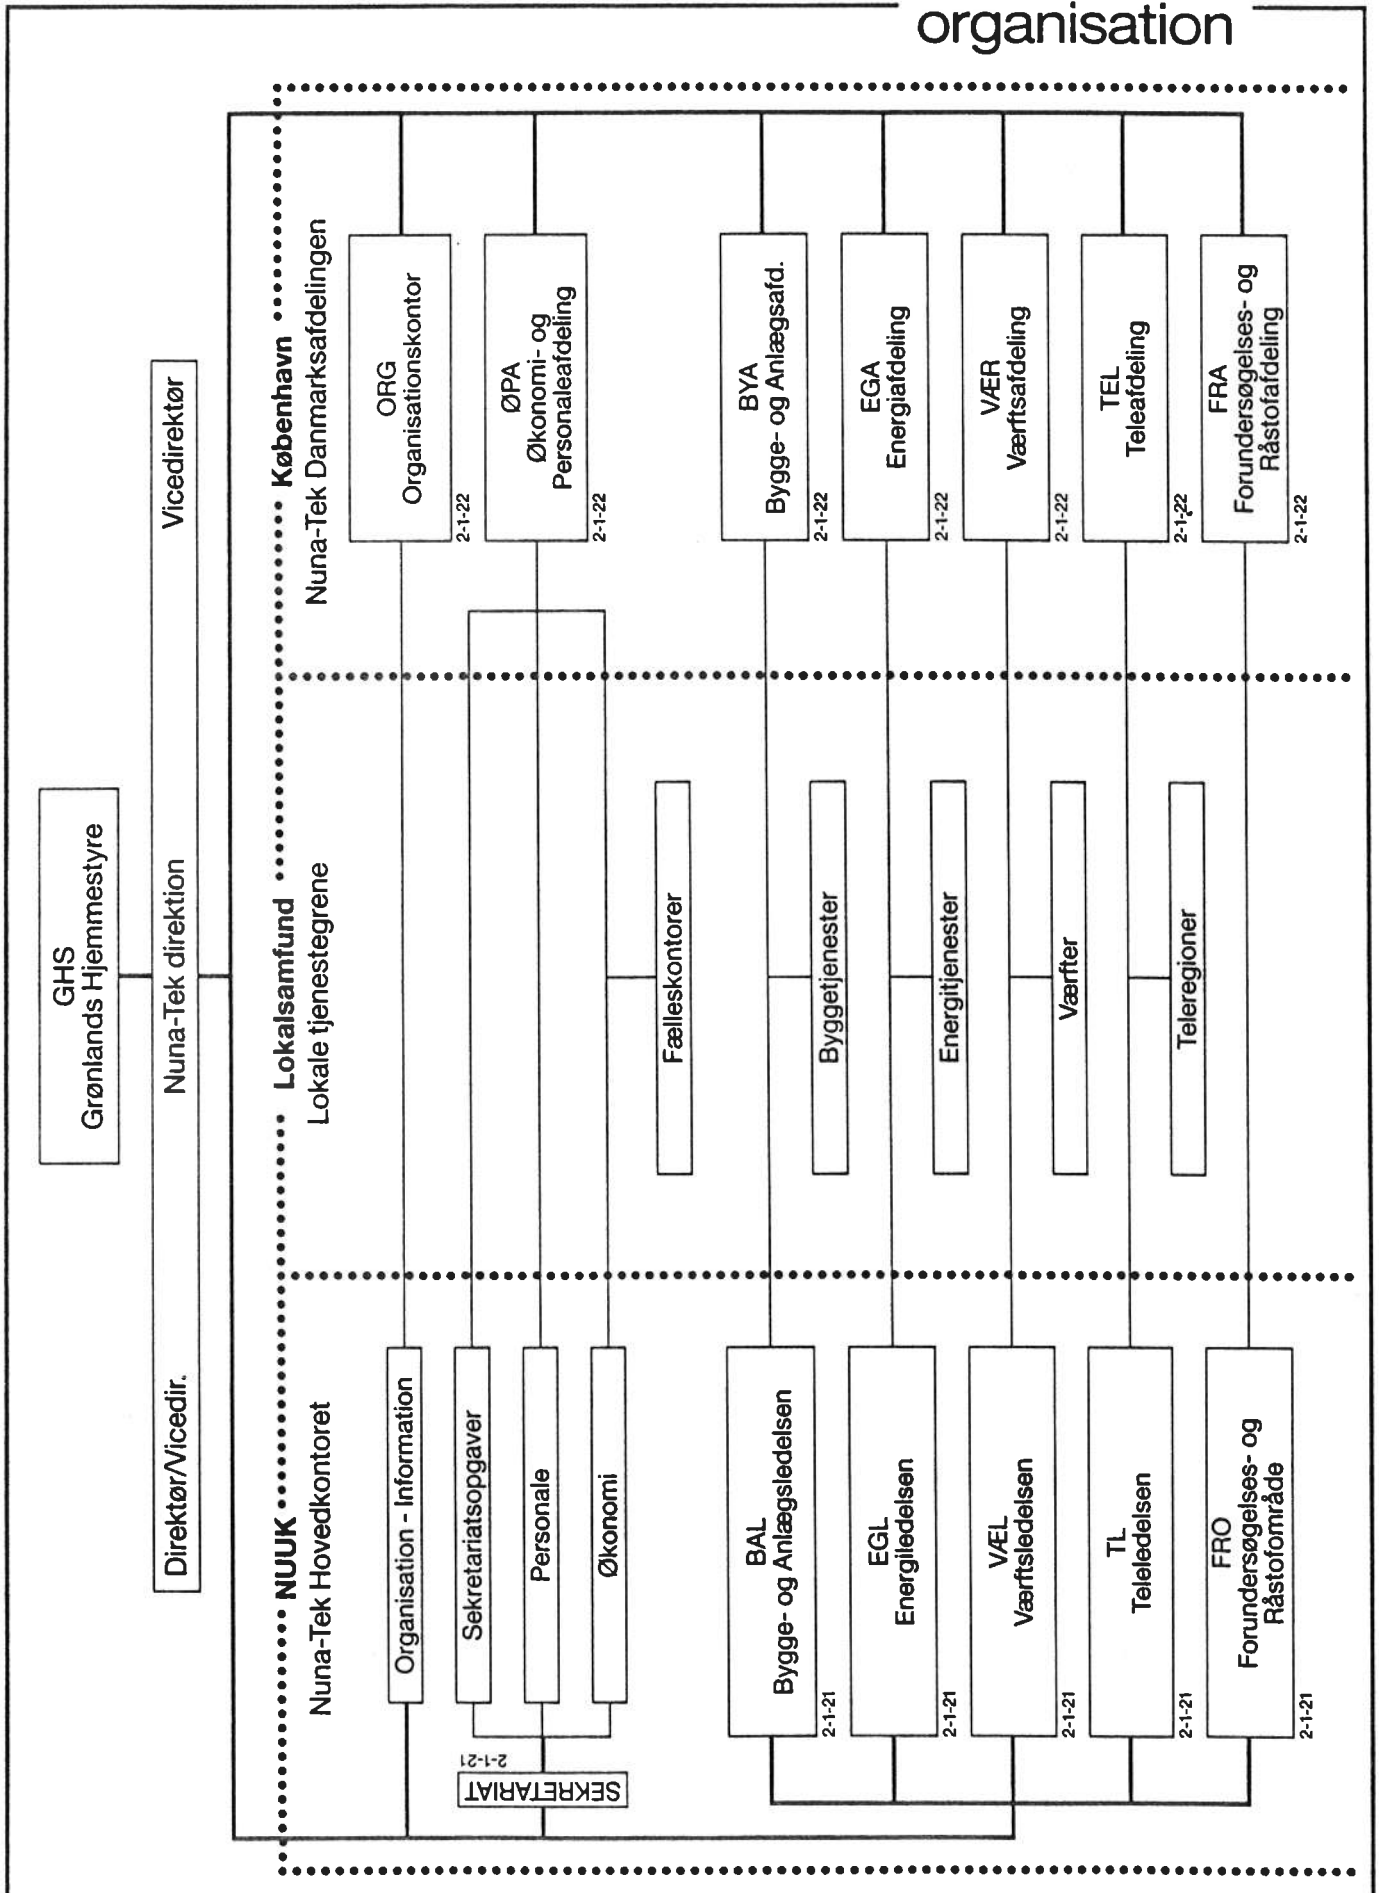 organisation
GHS
Grønlands Hjemmestyre
Direktør/Vicedir.
Nuna-Tek direktion
Vicedirektør
NUUK
Nuna-Tek Hovedkontoret
Lokalsamfund
Lokale tjenestegrene
København
Nuna-Tek Danmarksafdelingen
Organisation - Information
SEKRETARIAT
2-1-21
Sekretariatsopgaver
Personale
Økonomi
BAL
Bygge- og Anlægsledelsen
2-1-21
EGL
Energiledelsen
2-1-21
VÆL
Værftsledelsen
2-1-21
TL
Teleledelsen
2-1-21
FRO
Forundersøgelses- og
Råstofområde
2-1-21
Fælleskontorer
Byggetjenester
Energitjenester
Værfter
Teleregioner
ORG
Organisationskontor
2-1-22
ØPA
Økonomi- og
Personaleafdeling
2-1-22
BYA
Bygge- og Anlægsafd.
2-1-22
EGA
Energiafdeling
2-1-22
VÆR
Værftsafdeling
2-1-22
TEL
Teleafdeling
2-1-22
FRA
Forundersøgelses- og
Råstofafdeling
2-1-22